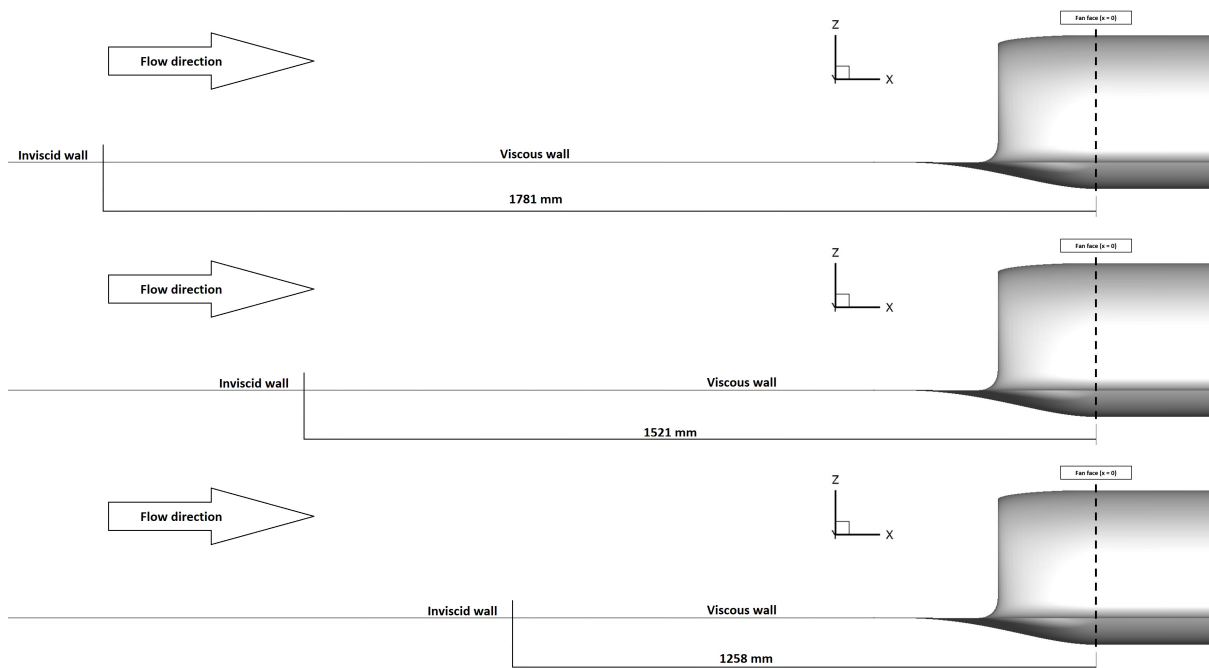 Fan face (x = 0)
Z
Flow direction
Y
X
Inviscid wall
Viscous wall
1781 mm
Fan face (x = 0)
Z
Flow direction
Y
X
Inviscid wall
Viscous wall
1521 mm
Fan face (x = 0)
Z
Flow direction
Y
X
Inviscid wall
Viscous wall
1258 mm